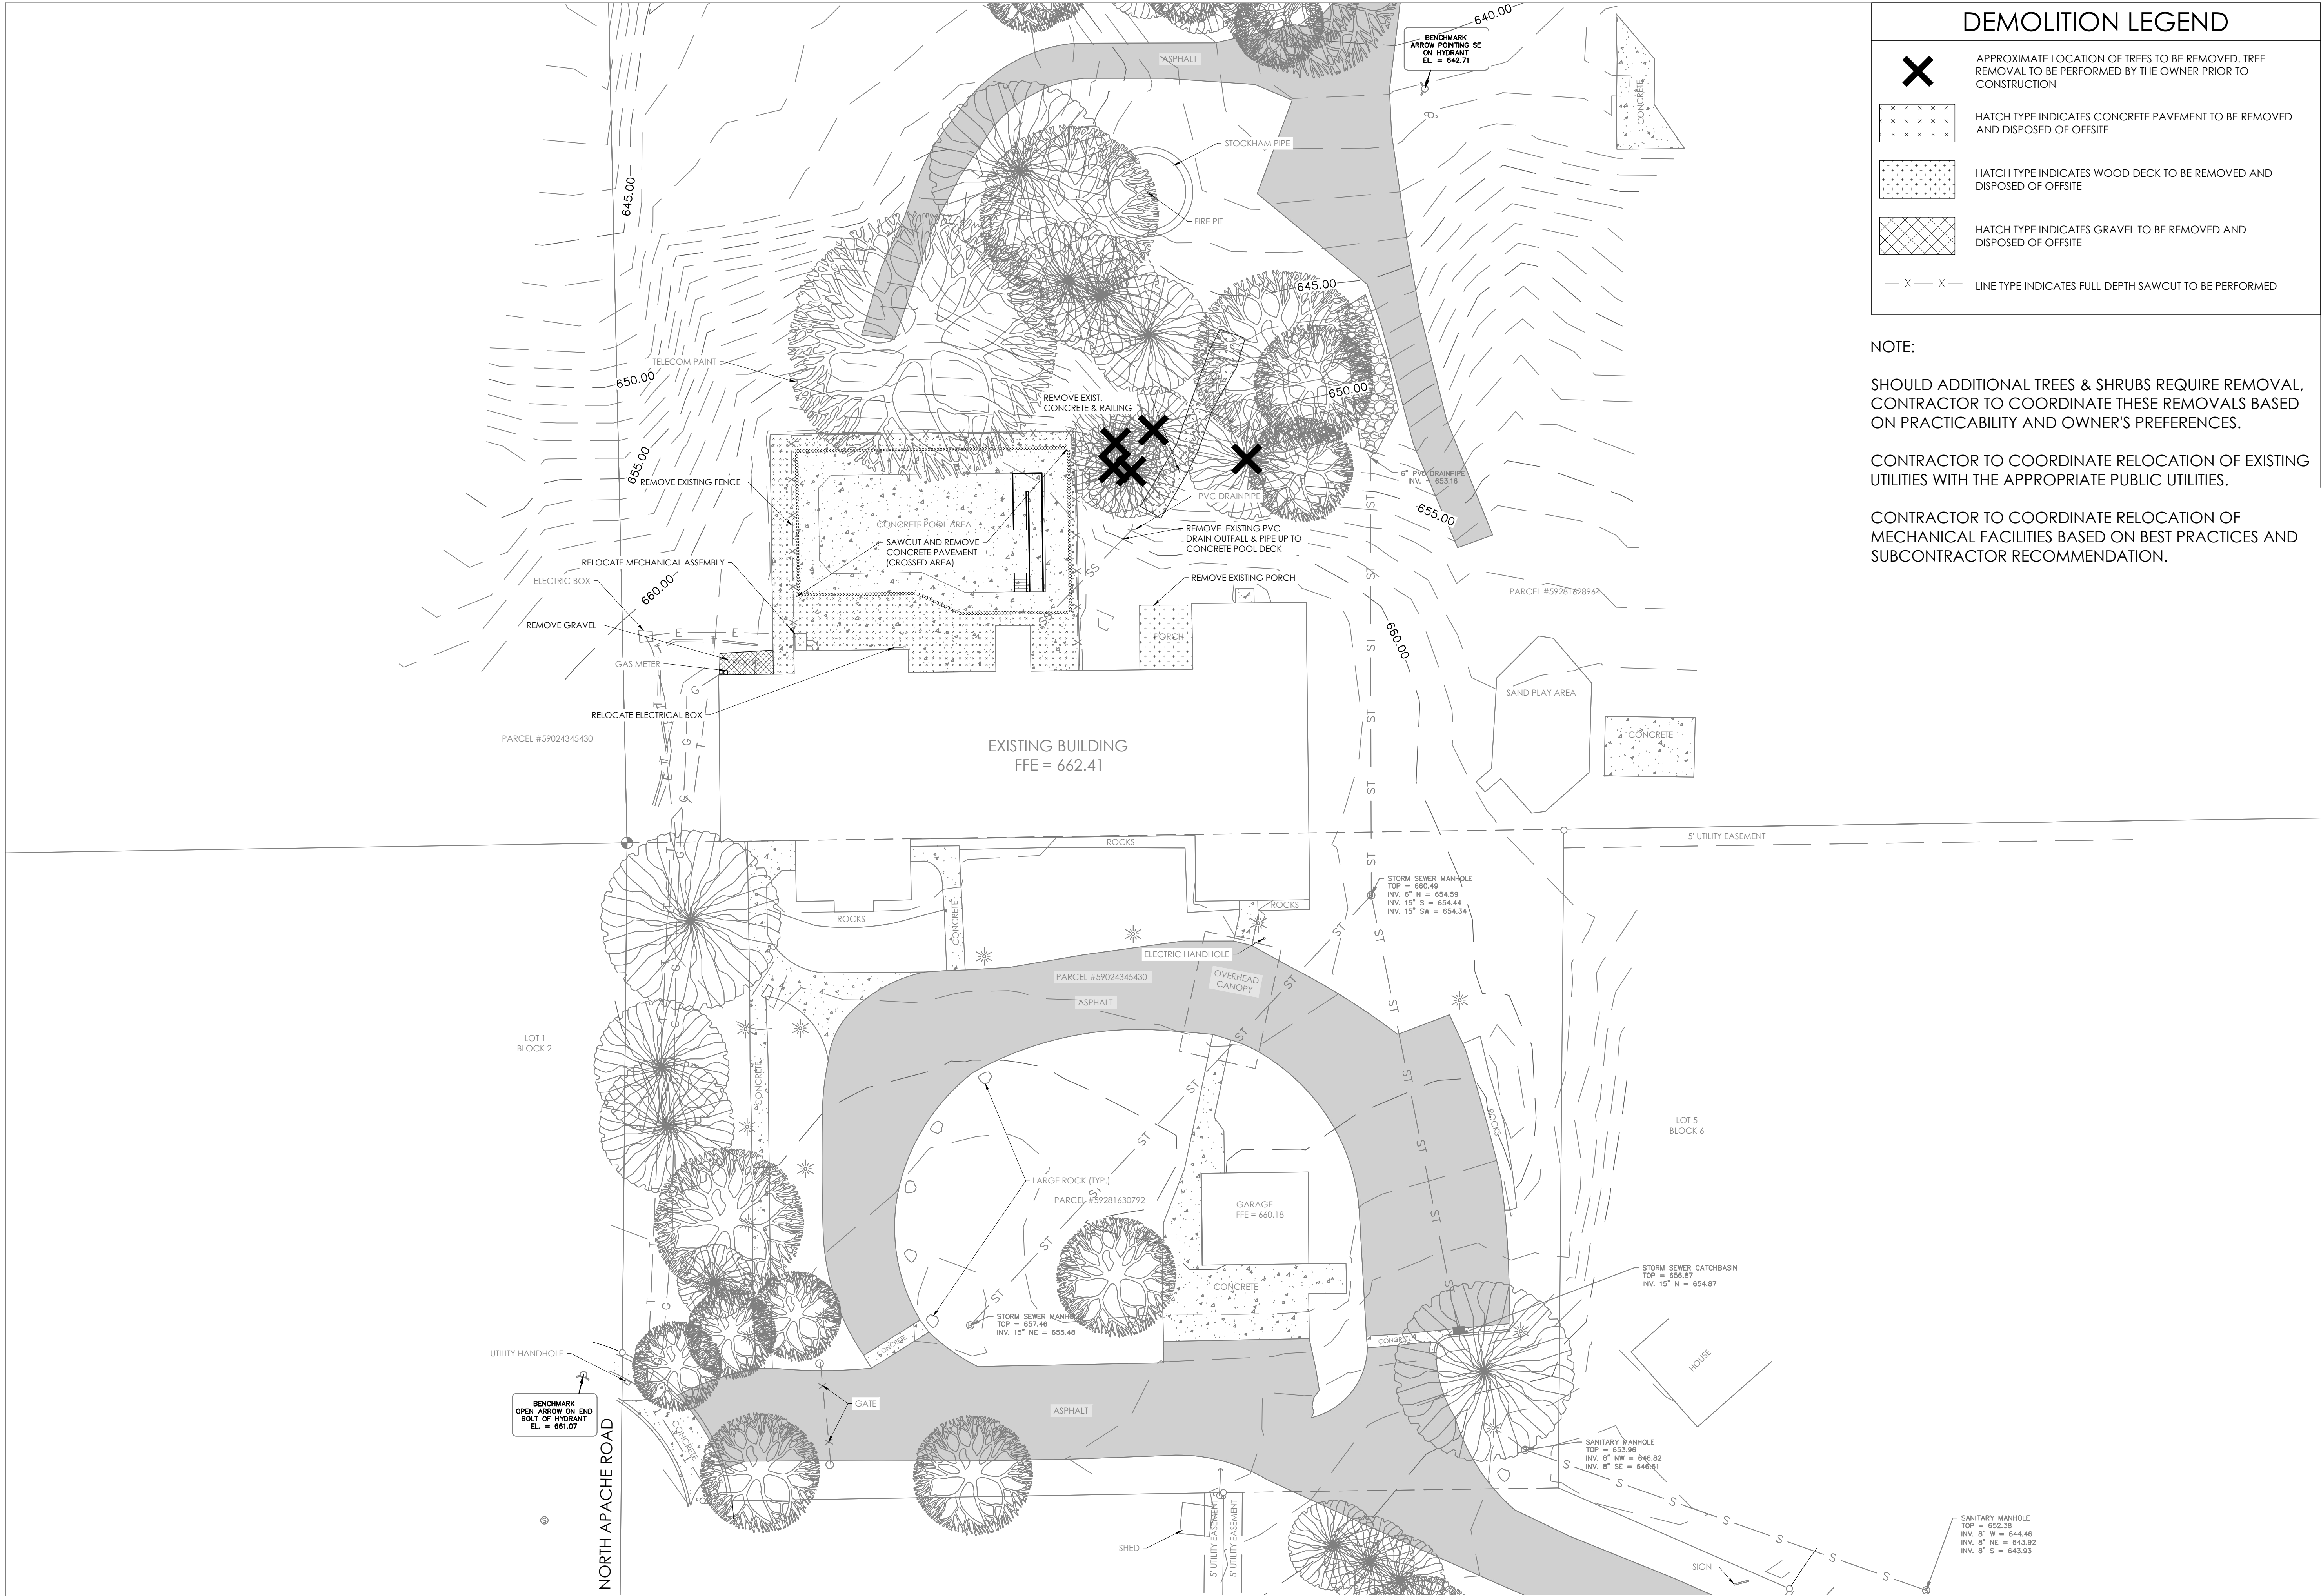 DEMOLITION LEGEND
APPROXIMATE LOCATION OF TREES TO BE REMOVED. TREE
REMOVAL TO BE PERFORMED BY THE OWNER PRIOR TO
CONSTRUCTION
HATCH TYPE INDICATES CONCRETE PAVEMENT TO BE REMOVED
AND DISPOSED OF OFFSITE
HATCH TYPE INDICATES WOOD DECK TO BE REMOVED AND
DISPOSED OF OFFSITE
HATCH TYPE INDICATES GRAVEL TO BE REMOVED AND
DISPOSED OF OFFSITE
X X
LINE TYPE INDICATES FULL-DEPTH SAWCUT TO BE PERFORMED
NOTE:
SHOULD ADDITIONAL TREES & SHRUBS REQUIRE REMOVAL,
CONTRACTOR TO COORDINATE THESE REMOVALS BASED
ON PRACTICABILITY AND OWNER'S PREFERENCES.
CONTRACTOR TO COORDINATE RELOCATION OF EXISTING
UTILITIES WITH THE APPROPRIATE PUBLIC UTILITIES.
CONTRACTOR TO COORDINATE RELOCATION OF
MECHANICAL FACILITIES BASED ON BEST PRACTICES AND
SUBCONTRACTOR RECOMMENDATION.
640.00
BENCHMARK
ARROW POINTING SE
ON HYDRANT
EL. = 642.71
ASPHALT
CONCRETE
STOCKHAM PIPE
645.00
FIRE PIT
645.00
TELECOM PAINT
650.00
650.00
REMOVE EXIST.
CONCRETE & RAILING
655.00
6" PVC DRAINPIPE
INV. = 653.16
REMOVE EXISTING FENCE
PVC DRAINPIPE
655.00
CONCRETE POOL AREA
REMOVE EXISTING PVC
DRAIN OUTFALL & PIPE UP TO
CONCRETE POOL DECK
SAWCUT AND REMOVE
CONCRETE PAVEMENT
(CROSSED AREA)
RELOCATE MECHANICAL ASSEMBLY
ELECTRIC BOX
660.00
REMOVE EXISTING PORCH
PARCEL #59281628964
REMOVE GRAVEL
PORCH
660.00
ROCKS
GAS METER
SAND PLAY AREA
RELOCATE ELECTRICAL BOX
PARCEL #59024345430
EXISTING BUILDING
FFE = 662.41
CONCRETE
5' UTILITY EASEMENT
ROCKS
STORM SEWER MANHOLE
TOP = 660.49
INV. 6" N = 654.59
INV. 15" S = 654.44
INV. 15" SW = 654.34
ROCKS
CONCRETE
ROCKS
ELECTRIC HANDHOLE
PARCEL #59024345430
OVERHEAD
CANOPY
ASPHALT
LOT 1
BLOCK 2
CONCRETE
ROCKS
LOT 5
BLOCK 6
LARGE ROCK (TYP.)
PARCEL #59281630792
GARAGE
FFE = 660.18
STORM SEWER CATCHBASIN
TOP = 656.87
INV. 15" N = 654.87
CONCRETE
STORM SEWER MANHOLE
TOP = 657.46
INV. 15" NE = 655.48
CONCRETE
CONCRETE
UTILITY HANDHOLE
HOUSE
BENCHMARK
OPEN ARROW ON END
BOLT OF HYDRANT
EL. = 661.07
GATE
ASPHALT
CONCRETE
SANITARY MANHOLE
TOP = 653.96
INV. 8" NW = 646.82
INV. 8" SE = 646.61
NORTH APACHE ROAD
5' UTILITY EASEMENT
5' UTILITY EASEMENT
SHED
SIGN
SANITARY MANHOLE
TOP = 652.38
INV. 8" W = 644.46
INV. 8" NE = 643.92
INV. 8" S = 643.93